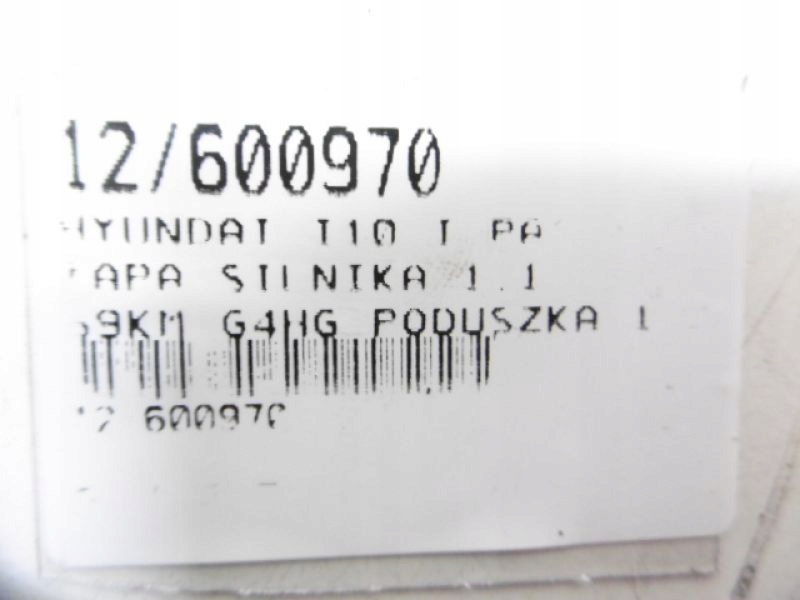 12/600970
HYUNDAI I10 I PA
ŁAPA SILNIKA 1.1
69KM G4HG PODUSZKA 1
12 600970